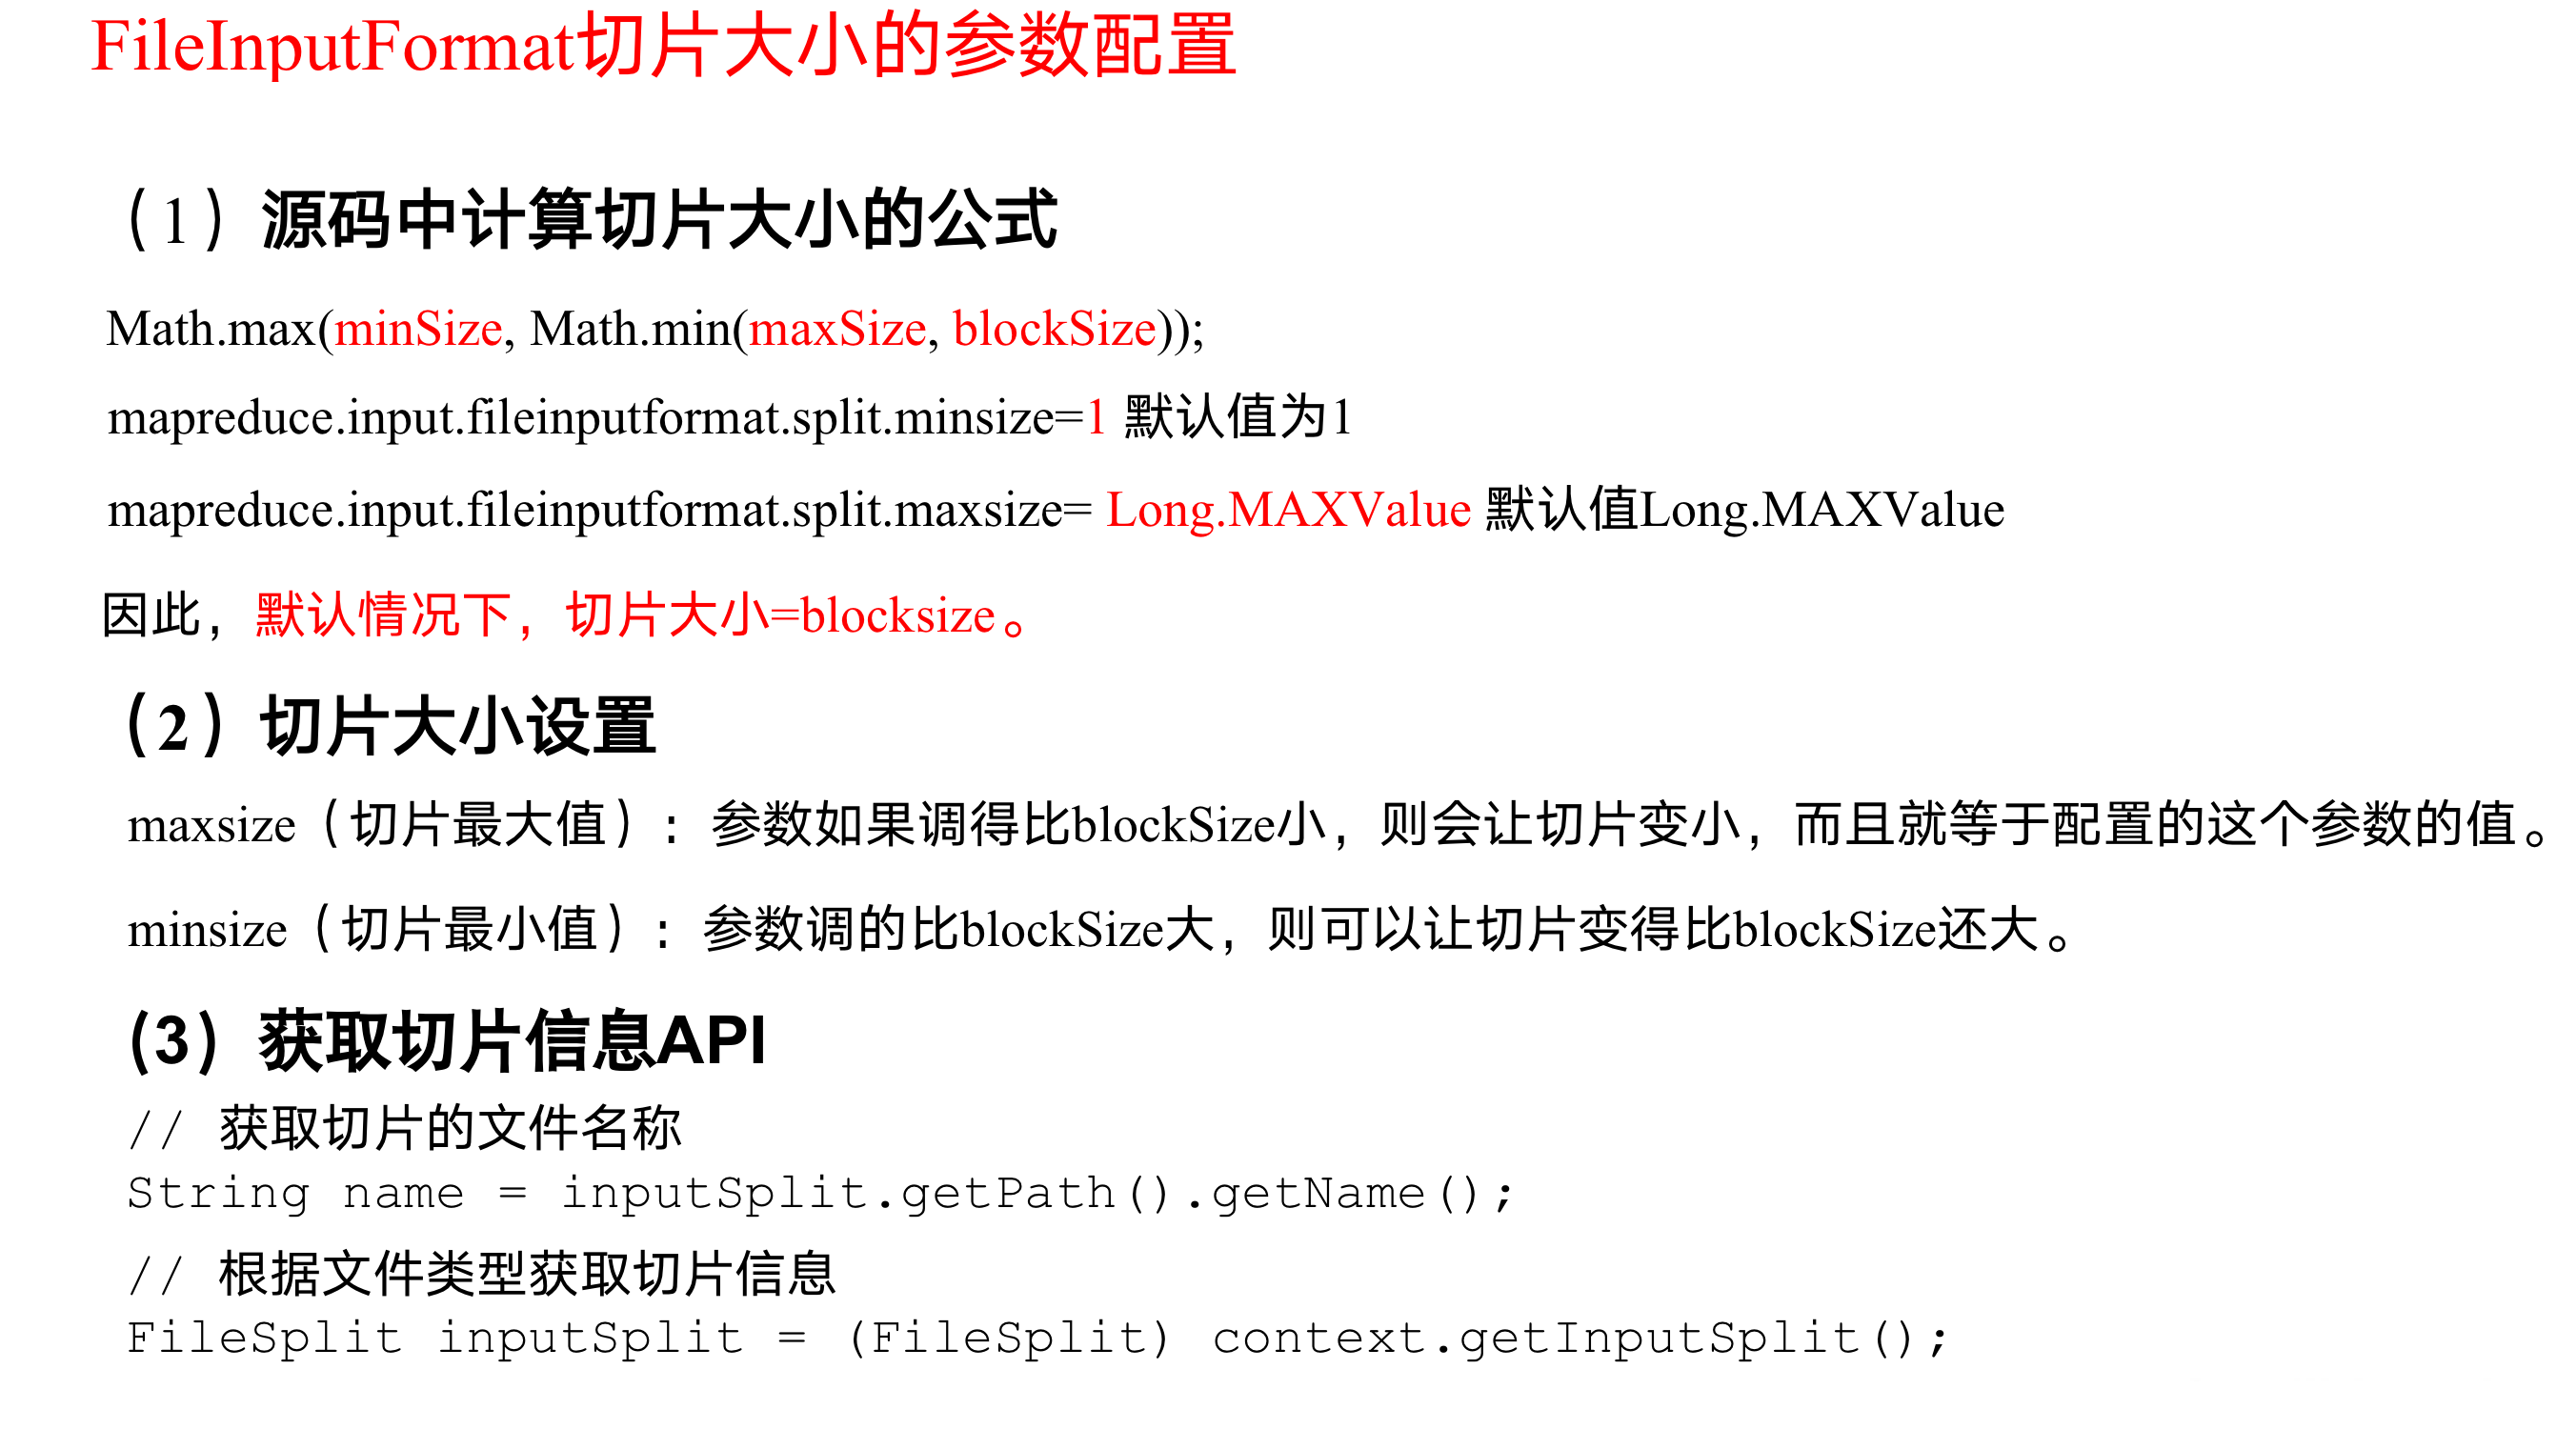 FileInputFormat切片大小的参数配置
（1）源码中计算切片大小的公式
Math.max(minSize, Math.min(maxSize, blockSize));
mapreduce.input.fileinputformat.split.minsize=1 默认值为1
mapreduce.input.fileinputformat.split.maxsize= Long.MAXValue 默认值Long.MAXValue
因此，默认情况下，切片大小=blocksize。
（2）切片大小设置
maxsize（切片最大值）：参数如果调得比blockSize小，则会让切片变小，而且就等于配置的这个参数的值。
minsize（切片最小值）：参数调的比blockSize大，则可以让切片变得比blockSize还大。
(3）获取切片信息API
// 获取切片的文件名称
String name = inputSplit.getPath().getName();
// 根据文件类型获取切片信息
FileSplit inputSplit = (FileSplit) context.getInputSplit();